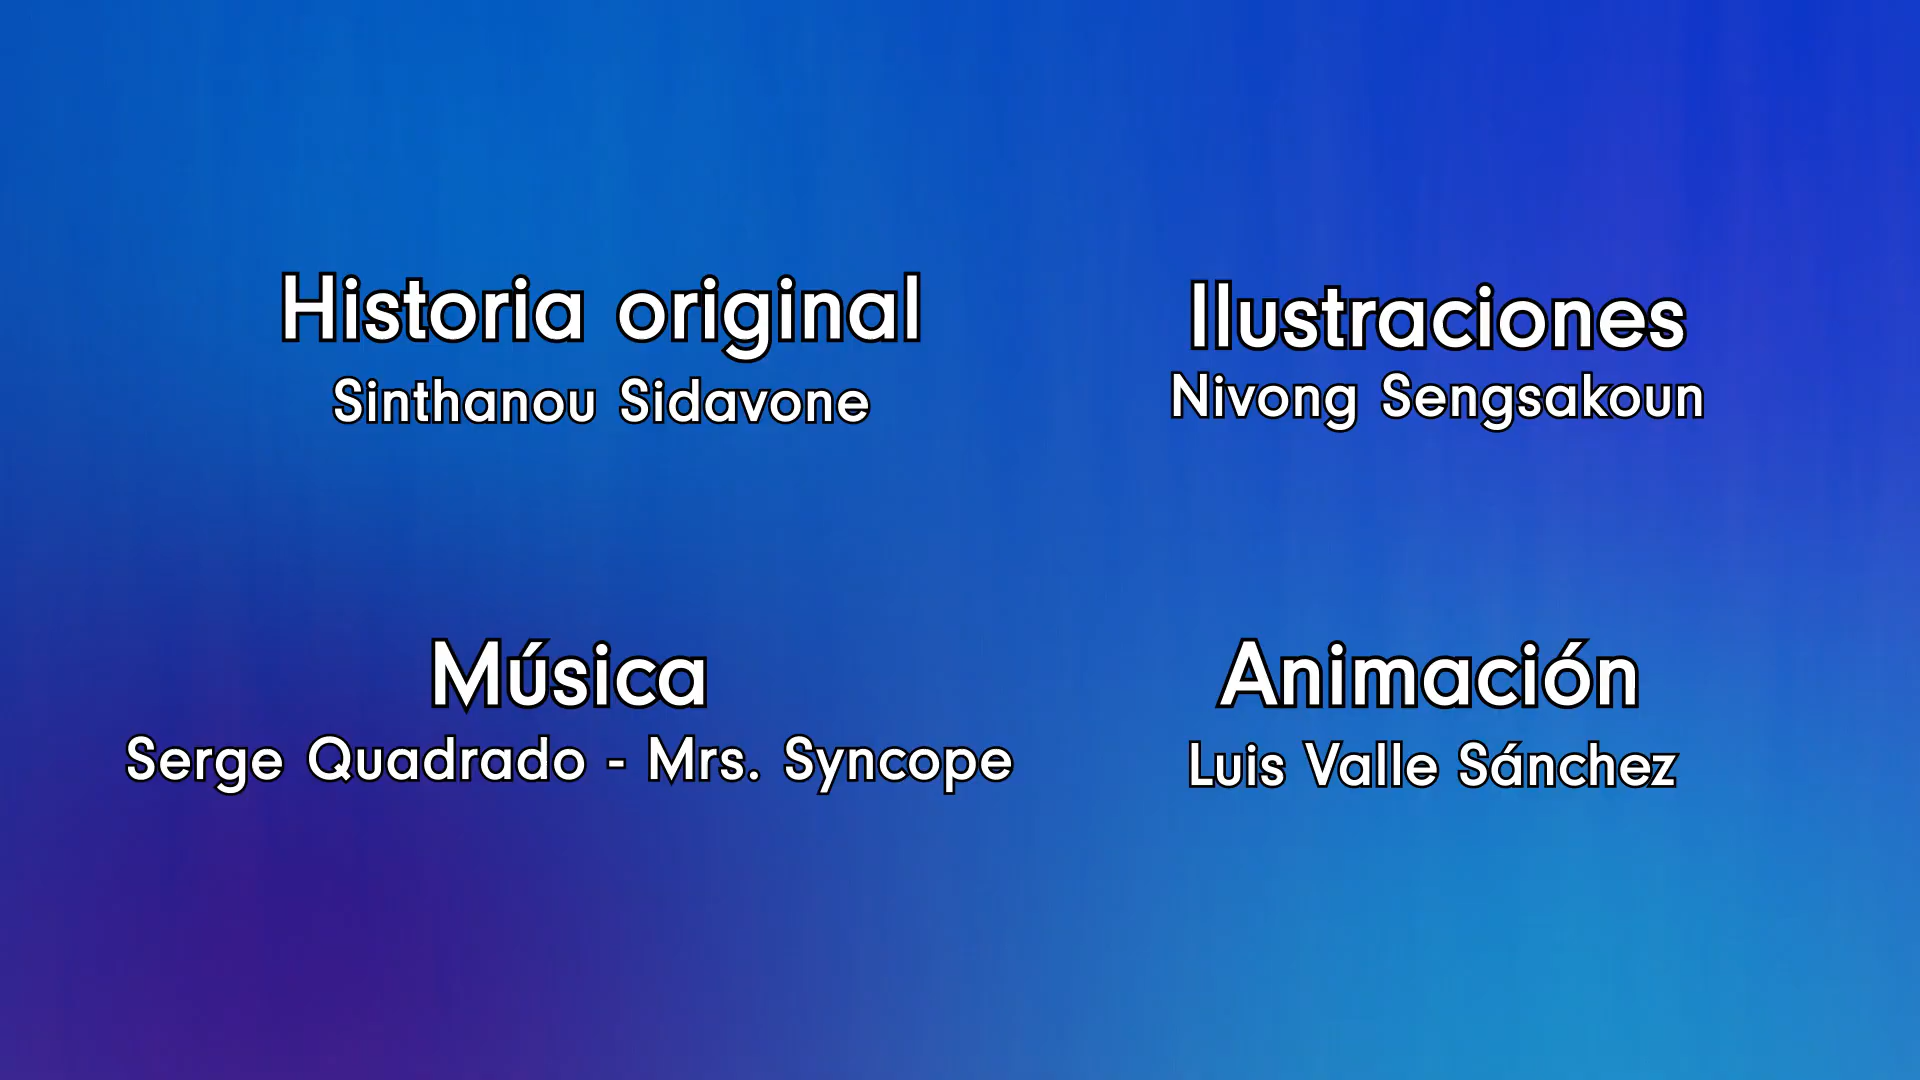 Historia original
Sinthanou Sidavone
Ilustraciones
Nivong Sengsakoun
Música
Serge Quadrado - Mrs. Syncope
Animación
Luis Valle Sánchez